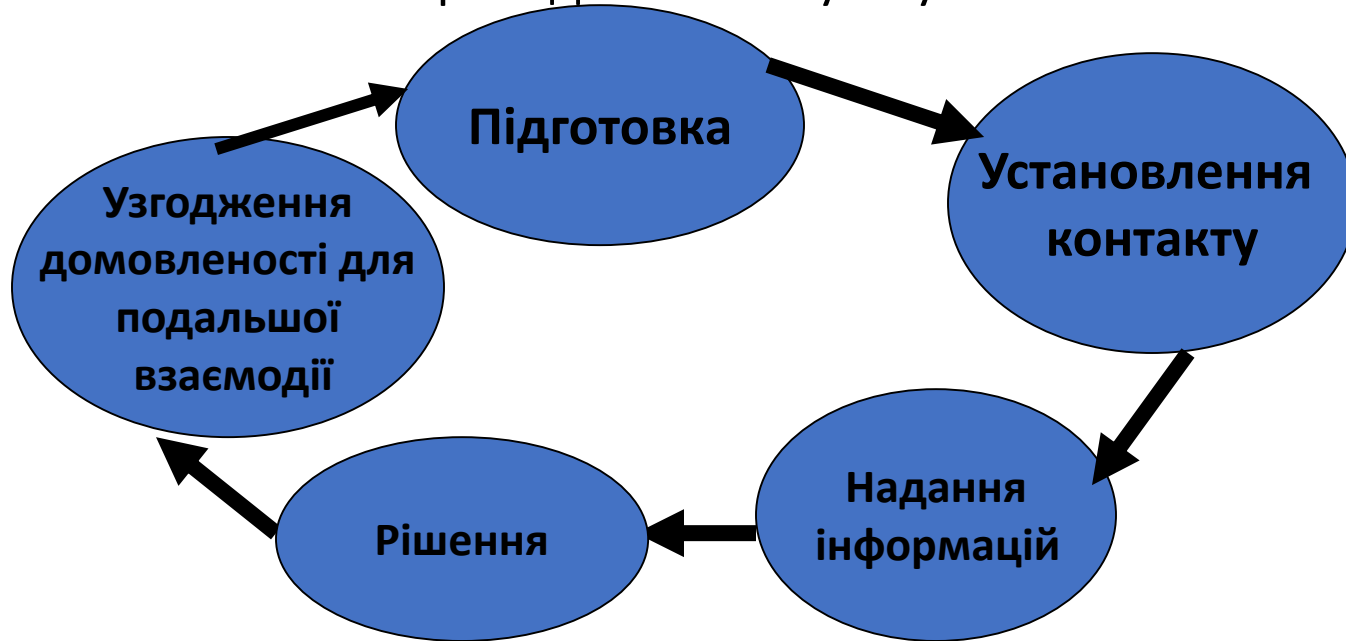 Підготовка
Установлення
контакту
Надання
інформацій
Рішення
Узгодження
домовленості для
подальшої
взаємодії